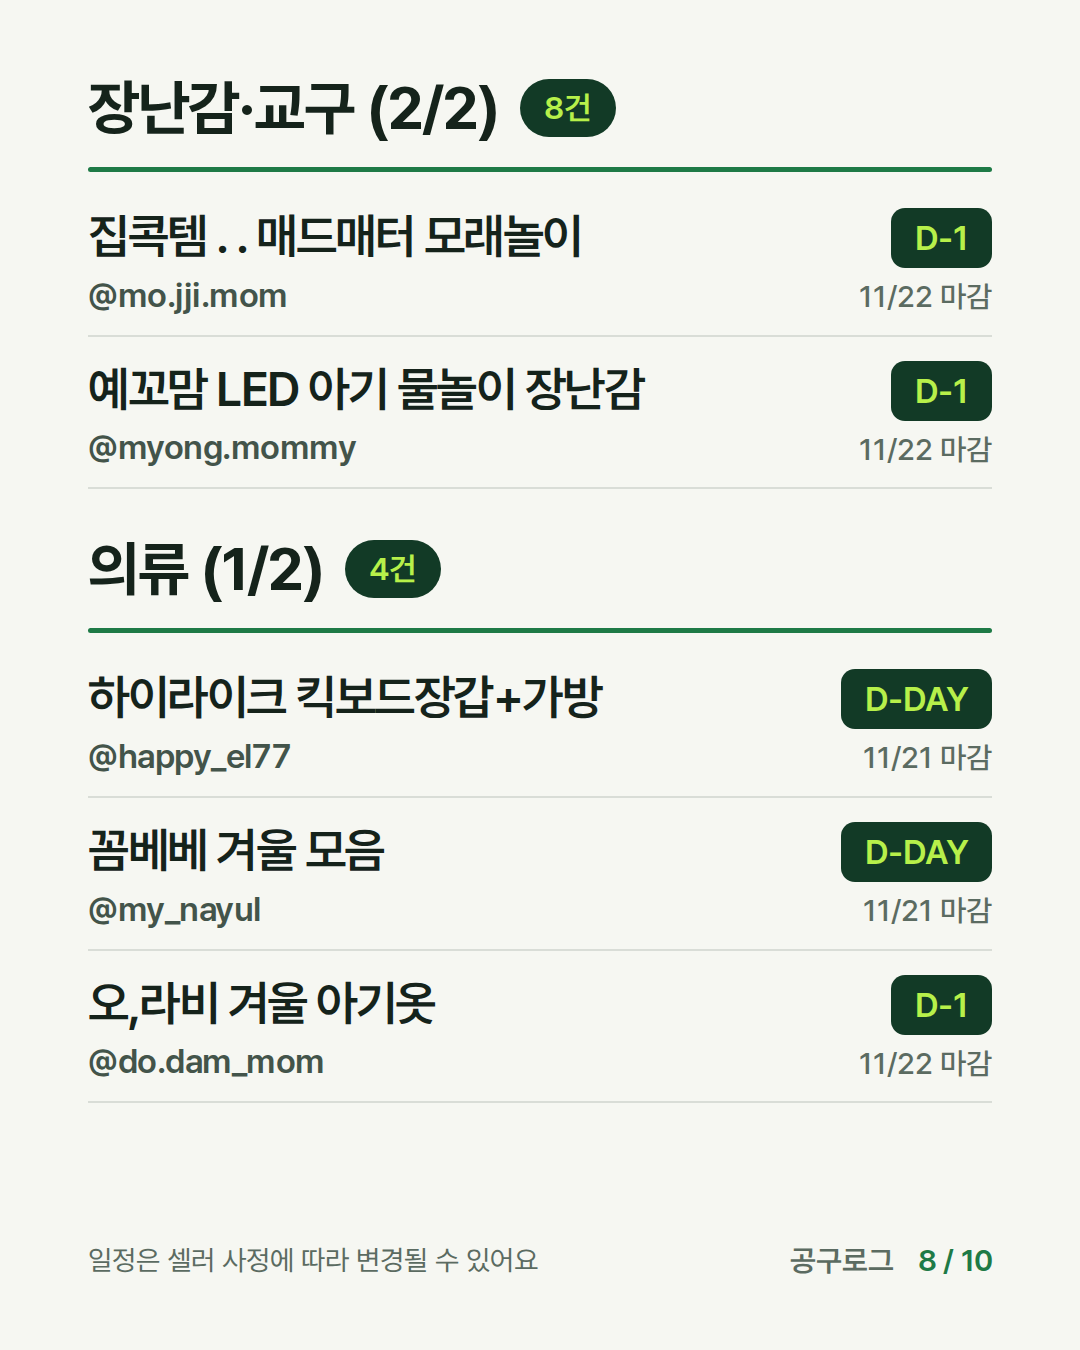 장난감·교구 (2/2) 8건
집콕템 . . 매드매터 모래놀이 D-1
@mo.jji.mom 11/22 마감
예꼬맘 LED 아기 물놀이 장난감 D-1
@myong.mommy 11/22 마감
의류 (1/2) 4건
하이라이크 킥보드장갑+가방 D-DAY
@happy_el77 11/21 마감
꼼베베 겨울 모음 D-DAY
@my_nayul 11/21 마감
오,라비 겨울 아기옷 D-1
@do.dam_mom 11/22 마감
일정은 셀러 사정에 따라 변경될 수 있어요 공구로그 8 / 10